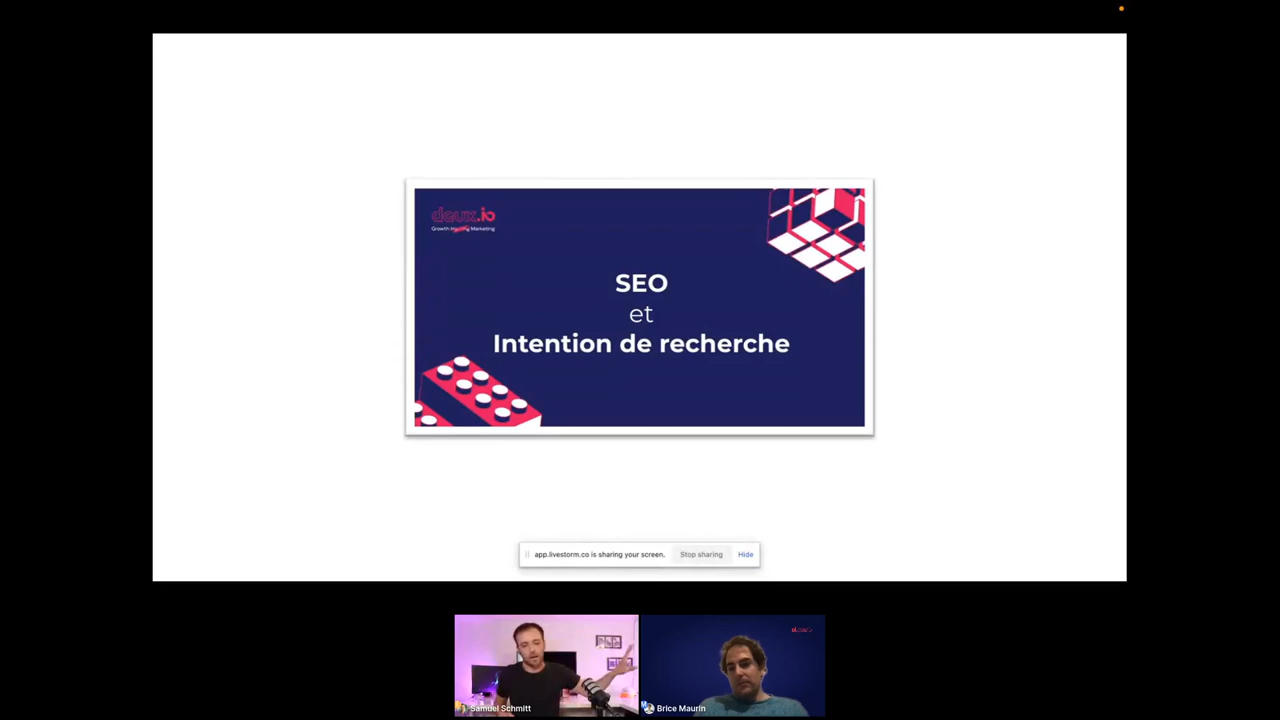 deux.io
Growth Hacking Marketing
SEO
et
Intention de recherche
app.livestorm.co is sharing your screen. Stop sharing Hide
Samuel Schmitt
Brice Maurin